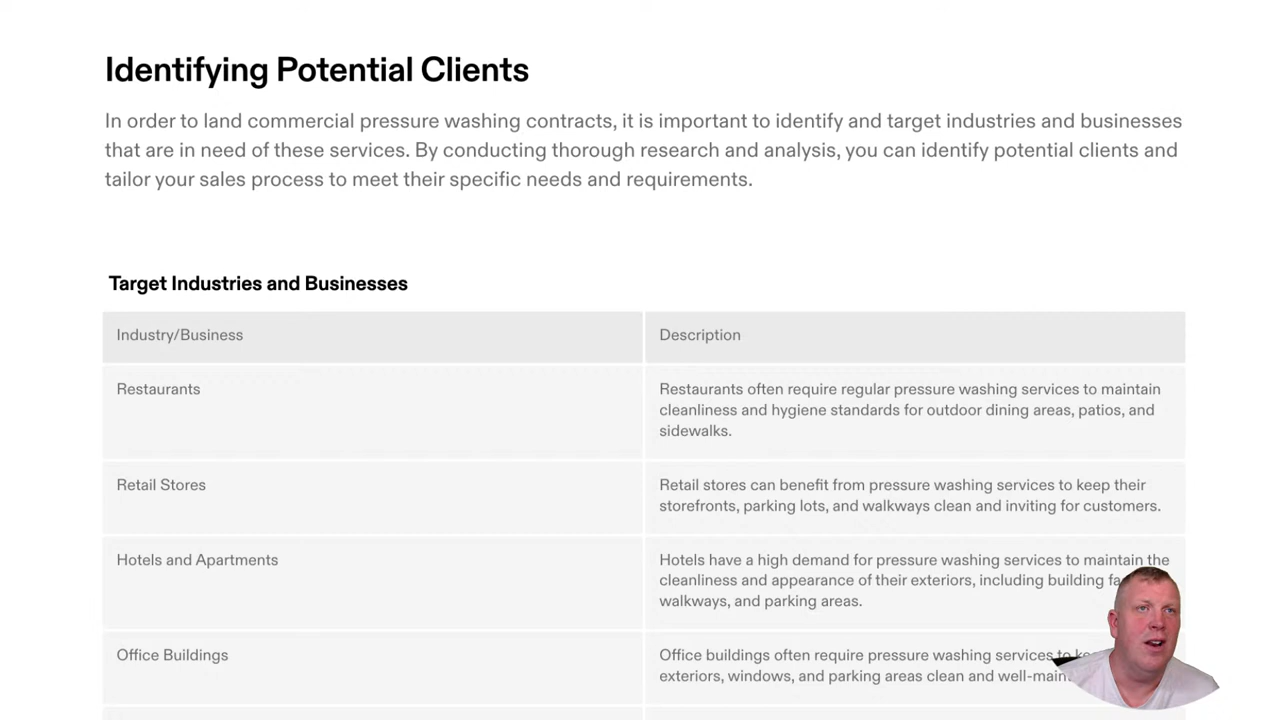 Identifying Potential Clients
In order to land commercial pressure washing contracts, it is important to identify and target industries and businesses
that are in need of these services. By conducting thorough research and analysis, you can identify potential clients and
tailor your sales process to meet their specific needs and requirements.
Target Industries and Businesses
Industry/Business
Description
Restaurants
Restaurants often require regular pressure washing services to maintain
cleanliness and hygiene standards for outdoor dining areas, patios, and
sidewalks.
Retail Stores
Retail stores can benefit from pressure washing services to keep their
storefronts, parking lots, and walkways clean and inviting for customers.
Hotels and Apartments
Hotels have a high demand for pressure washing services to maintain the
cleanliness and appearance of their exteriors, including building
walkways, and parking areas.
Office Buildings
Office buildings often require pressure washing services to
exteriors, windows, and parking areas clean and